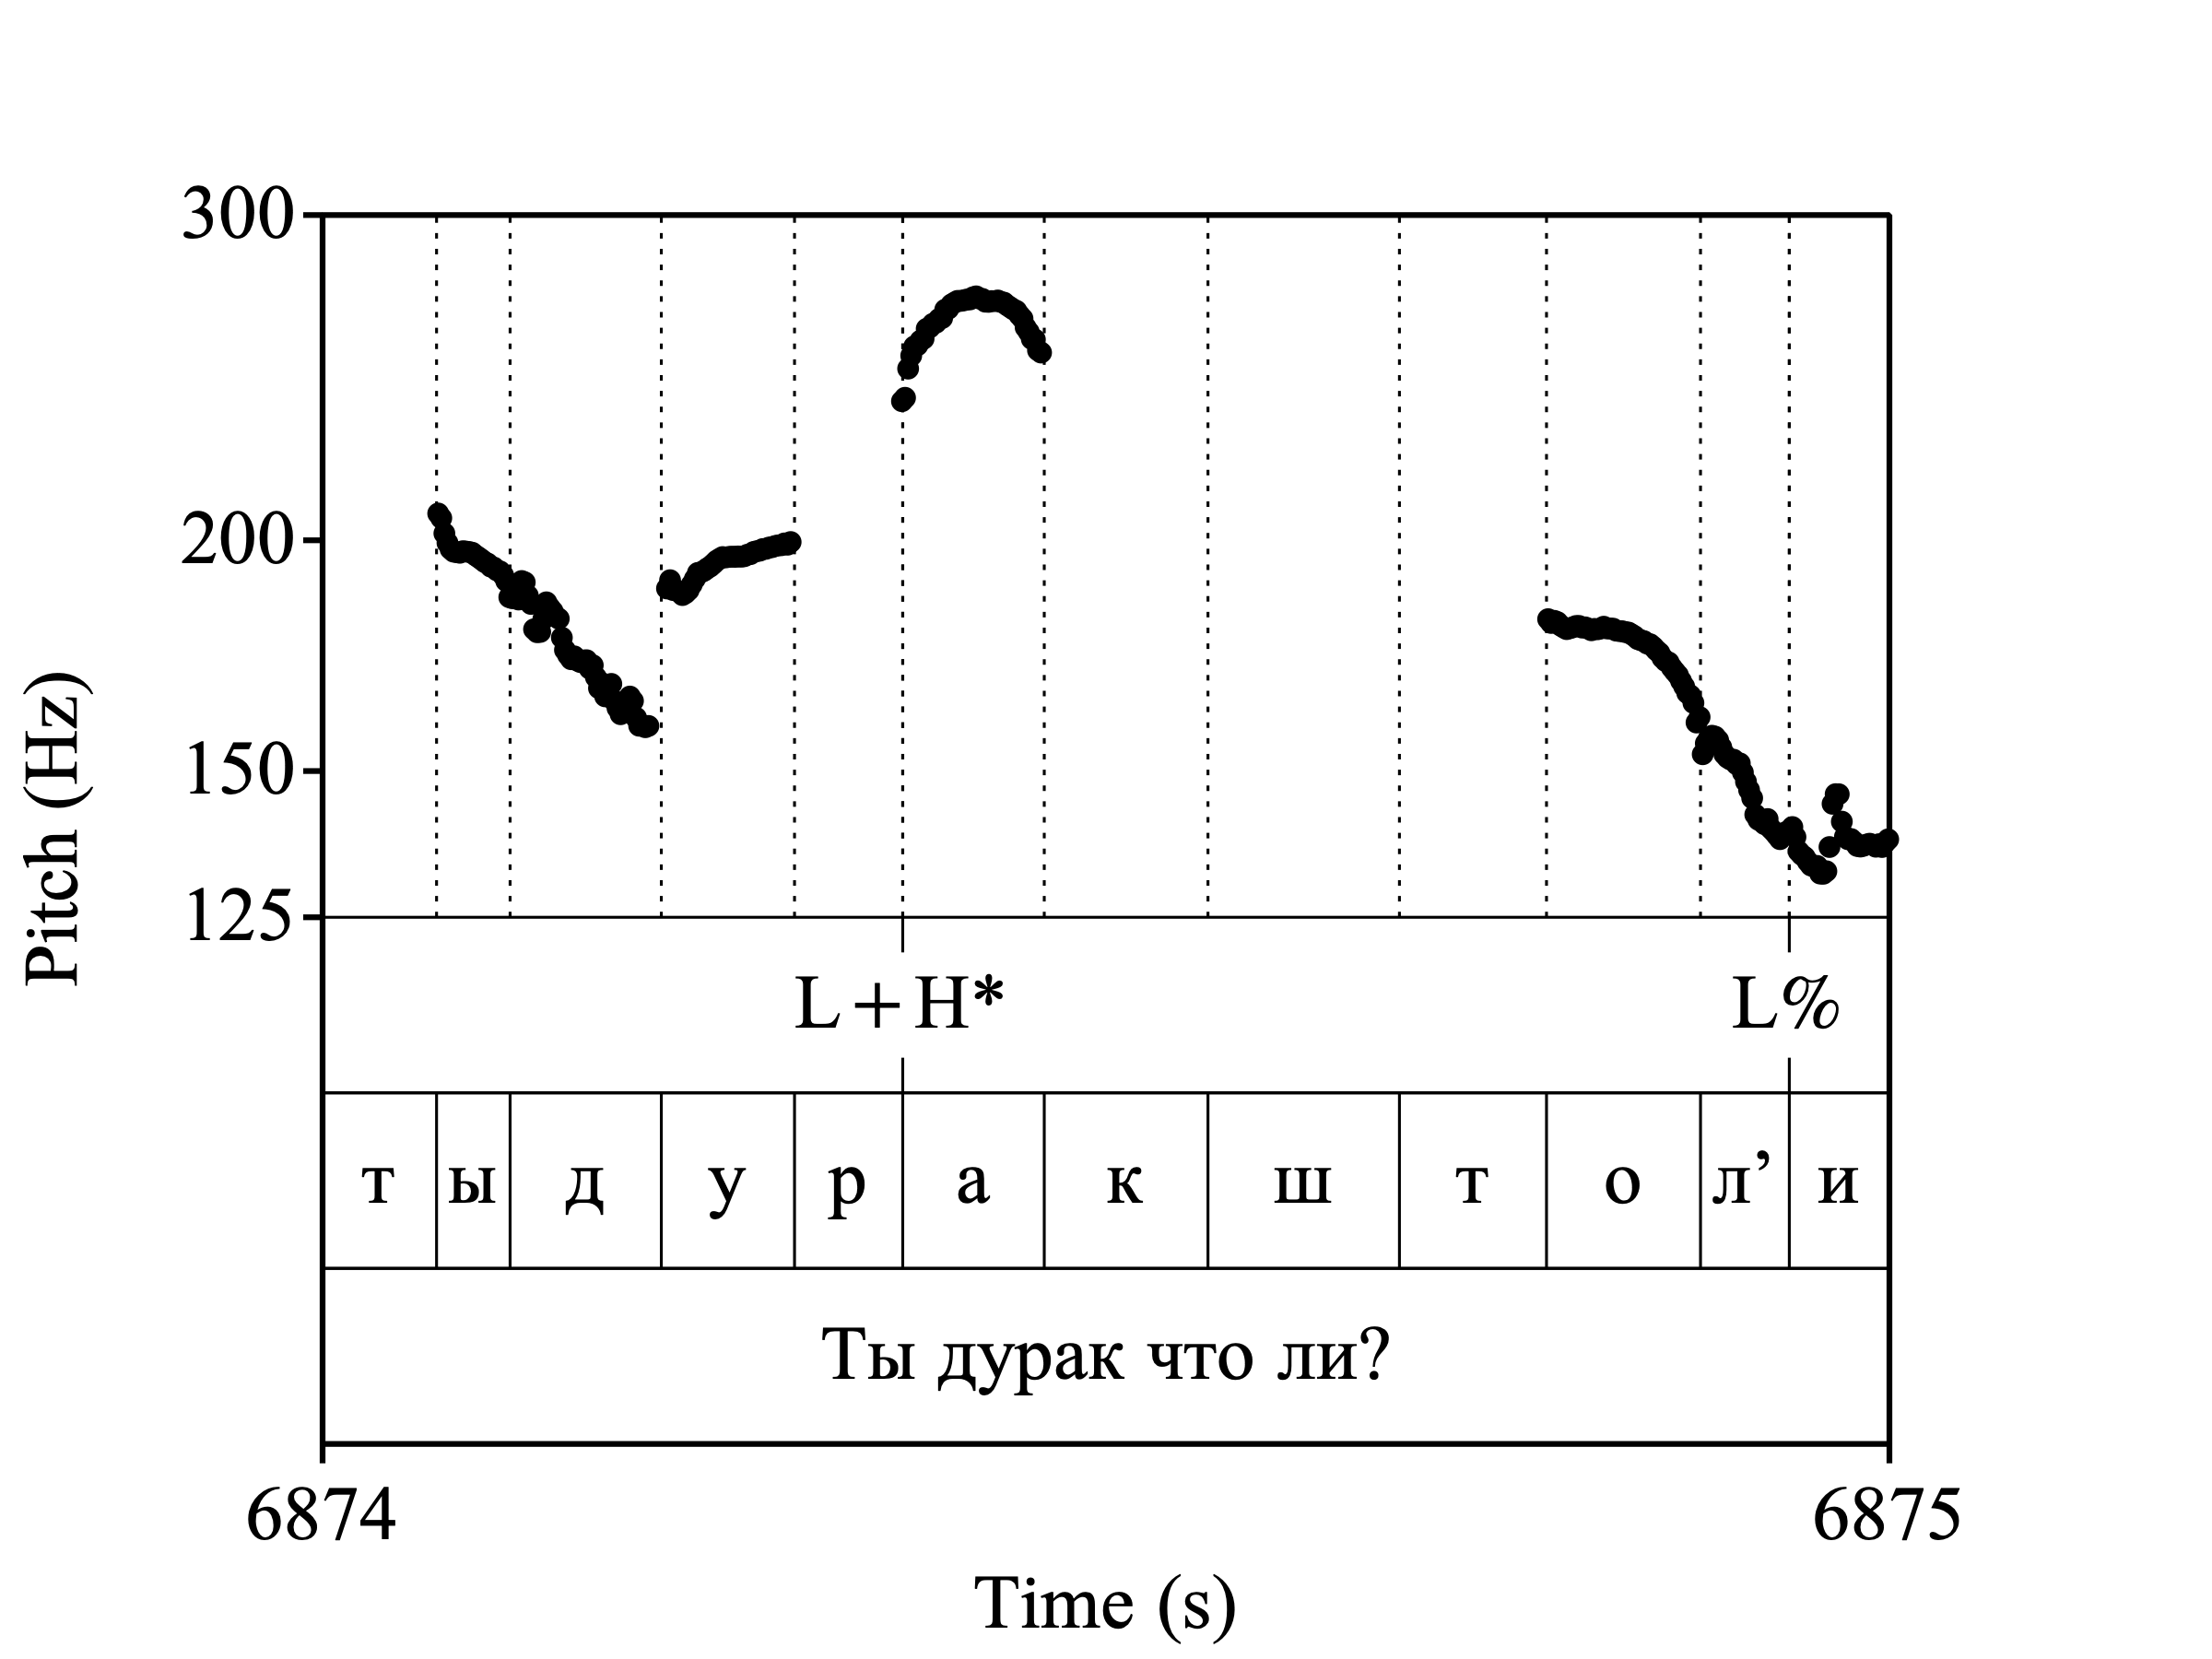 300
200
150
125
Pitch (Hz)
L+H* L%
т ы д у р а к ш т о л’ и
Ты дурак что ли?
6874 6875
Time (s)